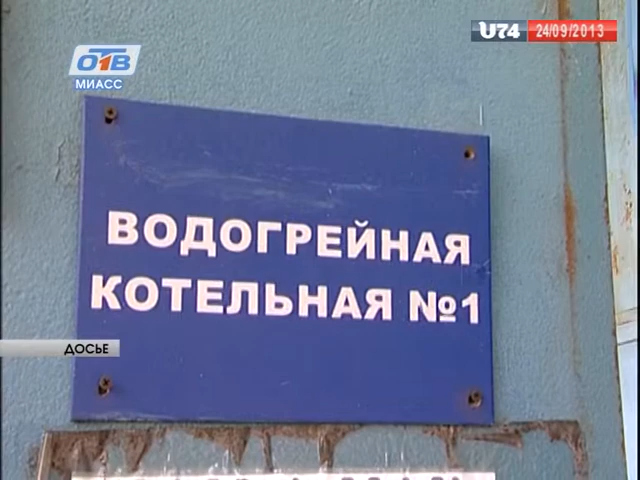 ОТВ
МИАСС
U74 24/09/2013
ВОДОГРЕЙНАЯ
КОТЕЛЬНАЯ №1
ДОСЬЕ